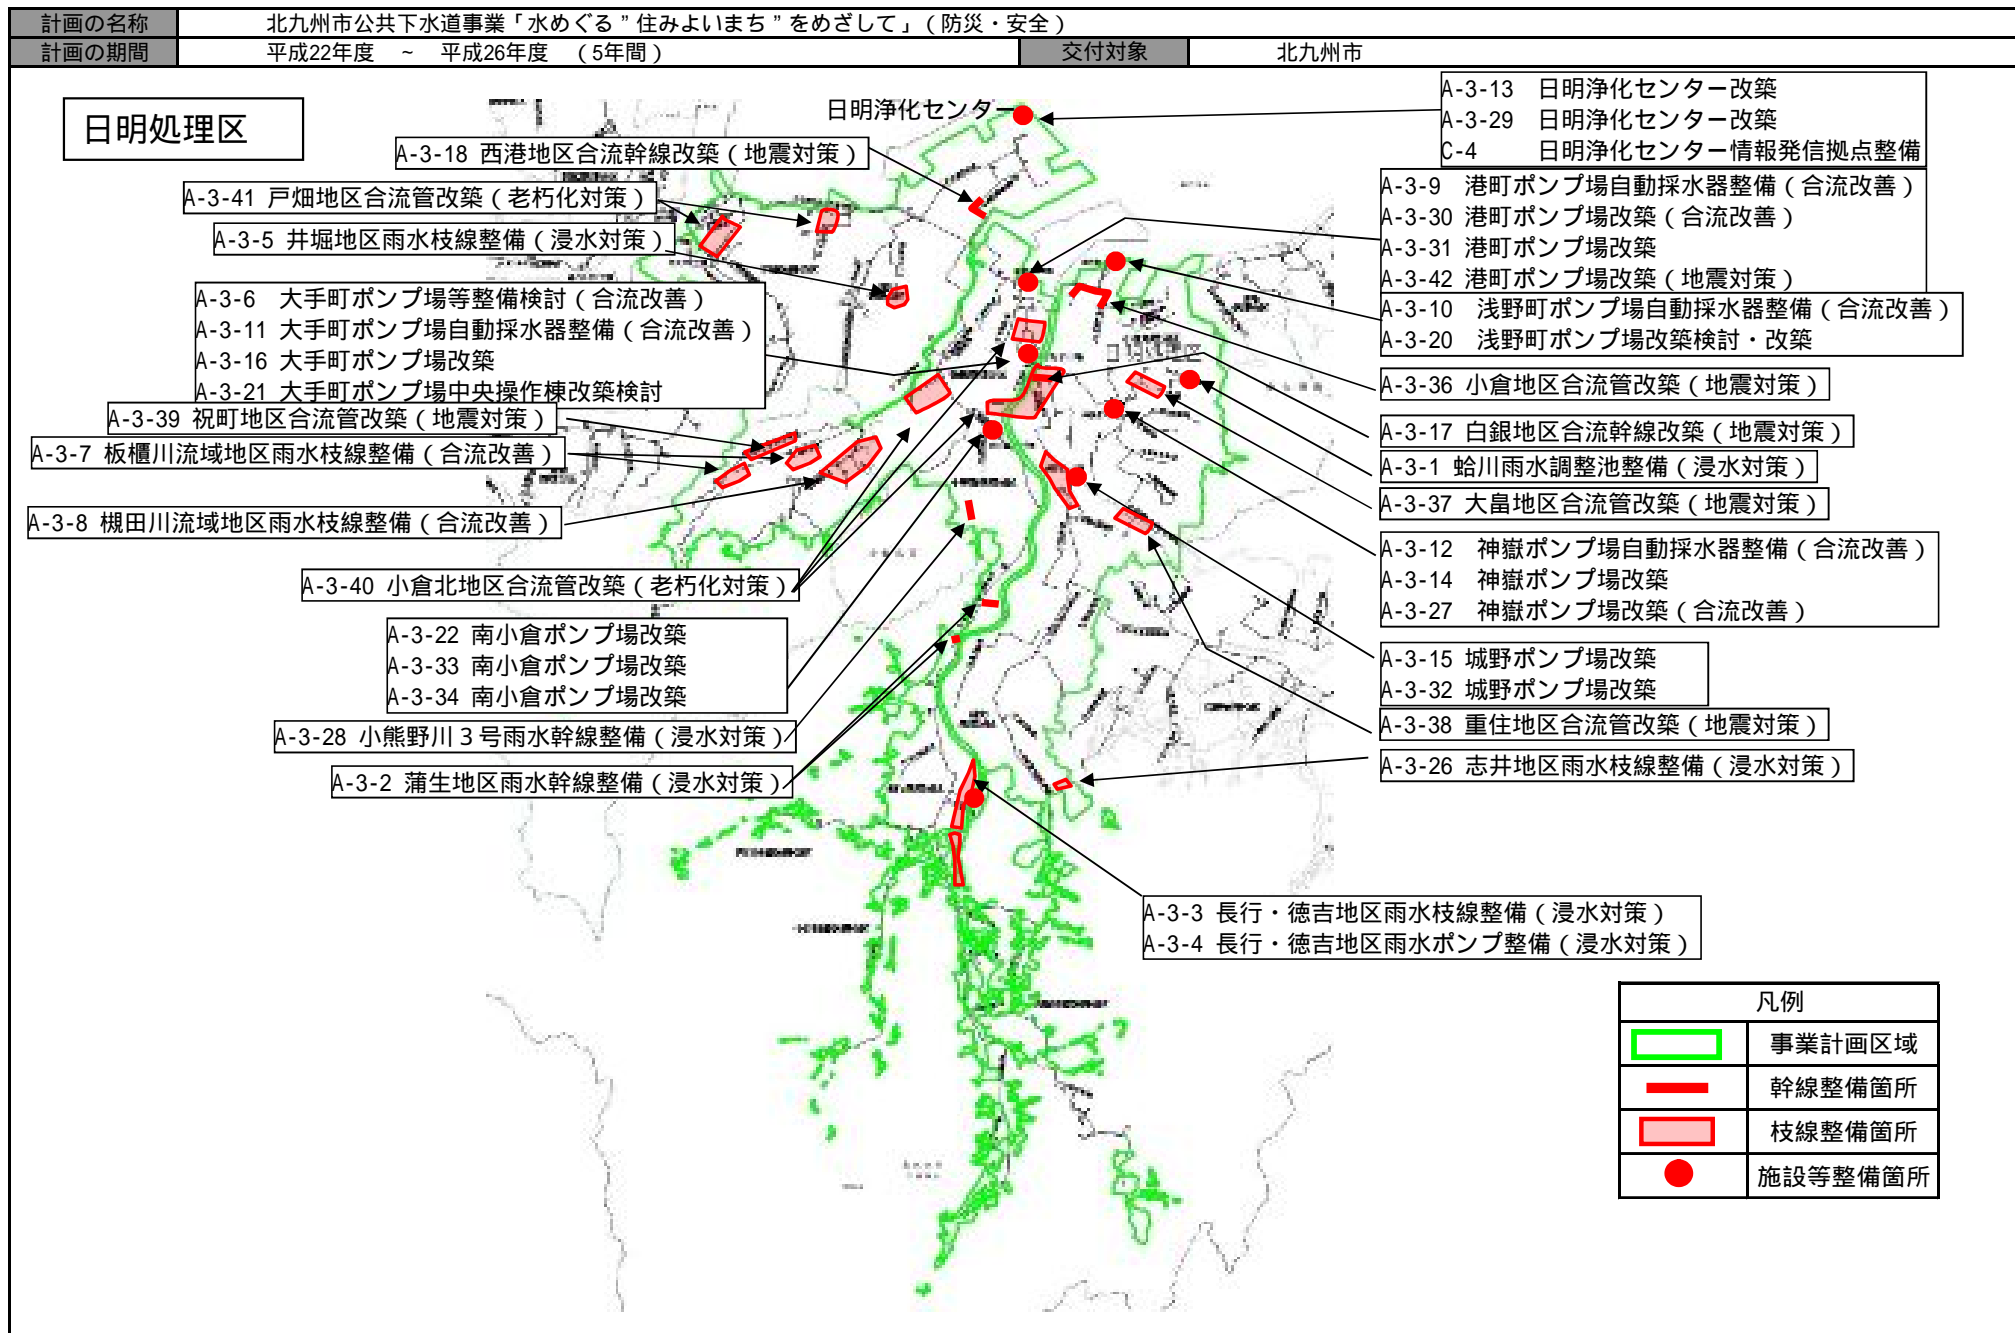 計画の名称 北九州市公共下水道事業「水めぐる”住みよいまち”をめざして」(防災・安全)
計画の期間 平成22年度 ~ 平成26年度 (5年間) 交付対象 北九州市
日明処理区
日明浄化センター
A-3-13 日明浄化センター改築
A-3-29 日明浄化センター改築
C-4 日明浄化センター情報発信拠点整備
A-3-18 西港地区合流幹線改築(地震対策)
A-3-41 戸畑地区合流管改築(老朽化対策)
A-3-5 井堀地区雨水枝線整備(浸水対策)
A-3-9 港町ポンプ場自動採水器整備(合流改善)
A-3-30 港町ポンプ場改築(合流改善)
A-3-31 港町ポンプ場改築
A-3-42 港町ポンプ場改築(地震対策)
A-3-10 浅野町ポンプ場自動採水器整備(合流改善)
A-3-20 浅野町ポンプ場改築検討・改築
A-3-6 大手町ポンプ場等整備検討(合流改善)
A-3-11 大手町ポンプ場自動採水器整備(合流改善)
A-3-16 大手町ポンプ場改築
A-3-21 大手町ポンプ場中央操作棟改築検討
A-3-36 小倉地区合流管改築(地震対策)
A-3-39 祝町地区合流管改築(地震対策)
A-3-17 白銀地区合流幹線改築(地震対策)
A-3-7 板櫃川流域地区雨水枝線整備(合流改善)
A-3-1 蛤川雨水調整池整備(浸水対策)
A-3-37 大畠地区合流管改築(地震対策)
A-3-8 槻田川流域地区雨水枝線整備(合流改善)
A-3-12 神嶽ポンプ場自動採水器整備(合流改善)
A-3-14 神嶽ポンプ場改築
A-3-27 神嶽ポンプ場改築(合流改善)
A-3-40 小倉北地区合流管改築(老朽化対策)
A-3-22 南小倉ポンプ場改築
A-3-33 南小倉ポンプ場改築
A-3-34 南小倉ポンプ場改築
A-3-15 城野ポンプ場改築
A-3-32 城野ポンプ場改築
A-3-38 重住地区合流管改築(地震対策)
A-3-28 小熊野川3号雨水幹線整備(浸水対策)
A-3-26 志井地区雨水枝線整備(浸水対策)
A-3-2 蒲生地区雨水幹線整備(浸水対策)
A-3-3 長行・徳吉地区雨水枝線整備(浸水対策)
A-3-4 長行・徳吉地区雨水ポンプ整備(浸水対策)
凡例
事業計画区域
幹線整備箇所
枝線整備箇所
施設等整備箇所